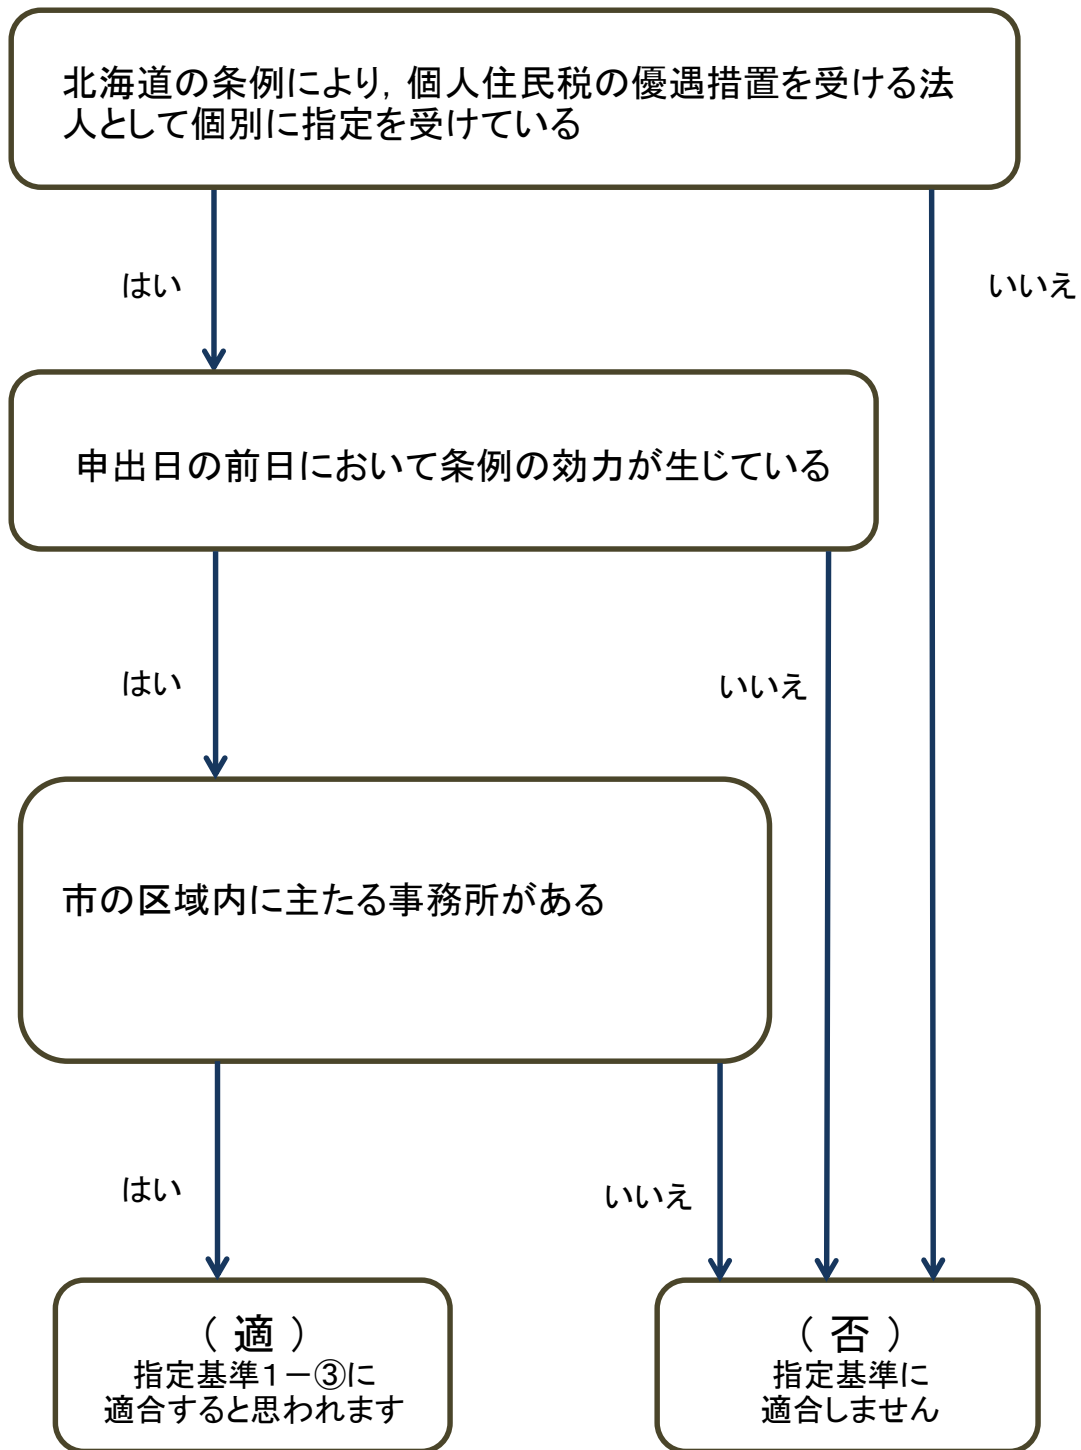 北海道の条例により，個人住民税の優遇措置を受ける法
人として個別に指定を受けている
はい
いいえ
申出日の前日において条例の効力が生じている
はい
いいえ
市の区域内に主たる事務所がある
はい
いいえ
（ 適 ）
指定基準１－③に
適合すると思われます
（ 否 ）
指定基準に
適合しません